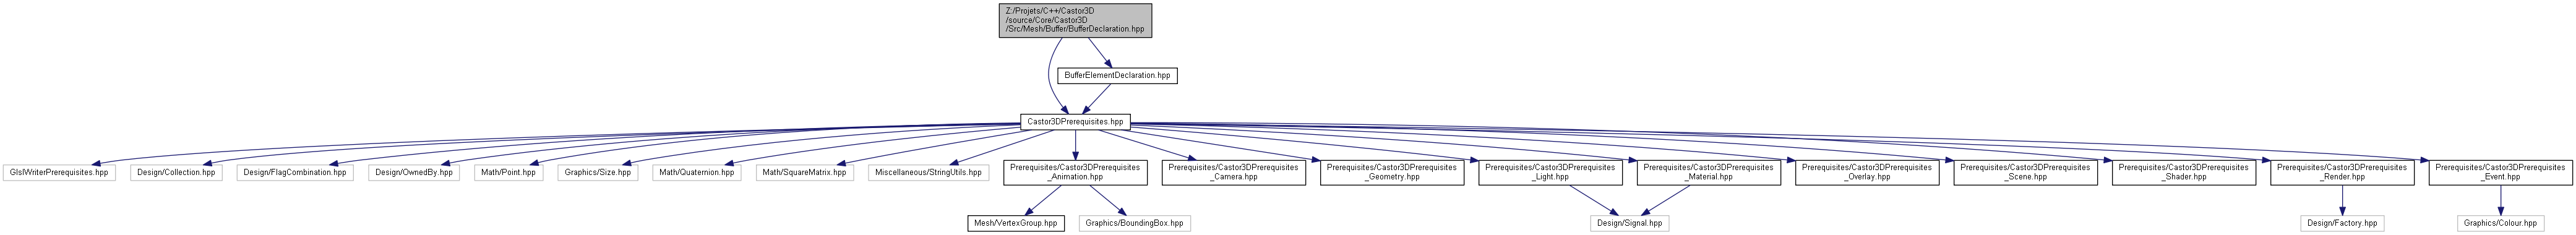 Z:/Projets/C++/Castor3D
/source/Core/Castor3D
/Src/Mesh/Buffer/BufferDeclaration.hpp
BufferElementDeclaration.hpp
Castor3DPrerequisites.hpp
GlslWriterPrerequisites.hpp
Design/Collection.hpp
Design/FlagCombination.hpp
Design/OwnedBy.hpp
Math/Point.hpp
Graphics/Size.hpp
Math/Quaternion.hpp
Math/SquareMatrix.hpp
Miscellaneous/StringUtils.hpp
Prerequisites/Castor3DPrerequisites
_Animation.hpp
Prerequisites/Castor3DPrerequisites
_Camera.hpp
Prerequisites/Castor3DPrerequisites
_Geometry.hpp
Prerequisites/Castor3DPrerequisites
_Light.hpp
Prerequisites/Castor3DPrerequisites
_Material.hpp
Prerequisites/Castor3DPrerequisites
_Overlay.hpp
Prerequisites/Castor3DPrerequisites
_Scene.hpp
Prerequisites/Castor3DPrerequisites
_Shader.hpp
Prerequisites/Castor3DPrerequisites
_Render.hpp
Prerequisites/Castor3DPrerequisites
_Event.hpp
Mesh/VertexGroup.hpp
Graphics/BoundingBox.hpp
Design/Signal.hpp
Design/Factory.hpp
Graphics/Colour.hpp